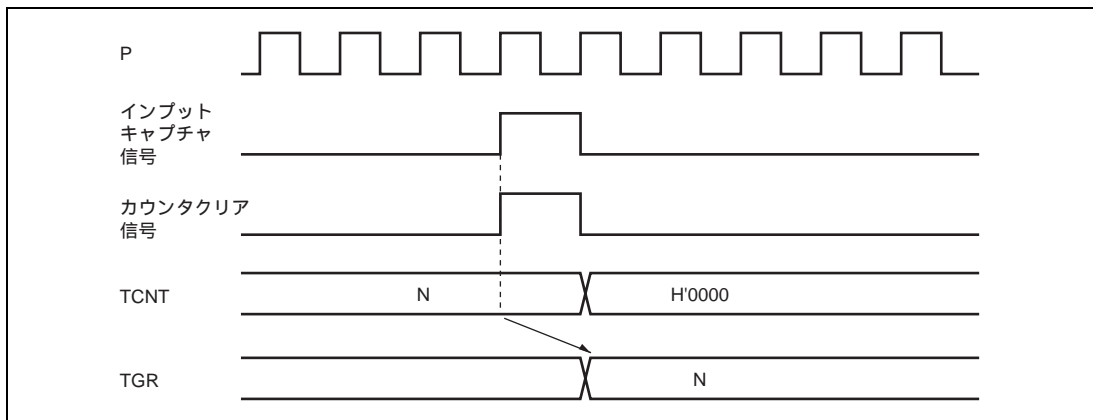 P
インプット
キャプチャ
信号
カウンタクリア
信号
TCNT
N
H'0000
TGR
N